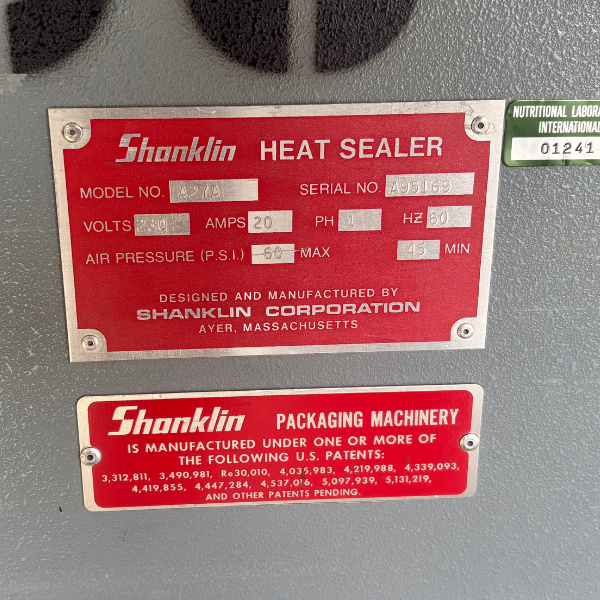 Shanklin HEAT SEALER
MODEL NO. A27A SERIAL NO. A95169
VOLTS 230 AMPS 20 PH 1 HZ 60
AIR PRESSURE (P.S.I.) 60 MAX 45 MIN
DESIGNED AND MANUFACTURED BY
SHANKLIN CORPORATION
AYER, MASSACHUSETTS
NUTRITIONAL LABORA
INTERNATIONAL
01241
Shanklin PACKAGING MACHINERY
IS MANUFACTURED UNDER ONE OR MORE OF
THE FOLLOWING U.S. PATENTS:
3,312,811, 3,490,981, Re30,010, 4,035,983, 4,219,988, 4,339,093,
4,419,855, 4,447,284, 4,537,016, 5,097,939, 5,131,219,
AND OTHER PATENTS PENDING.